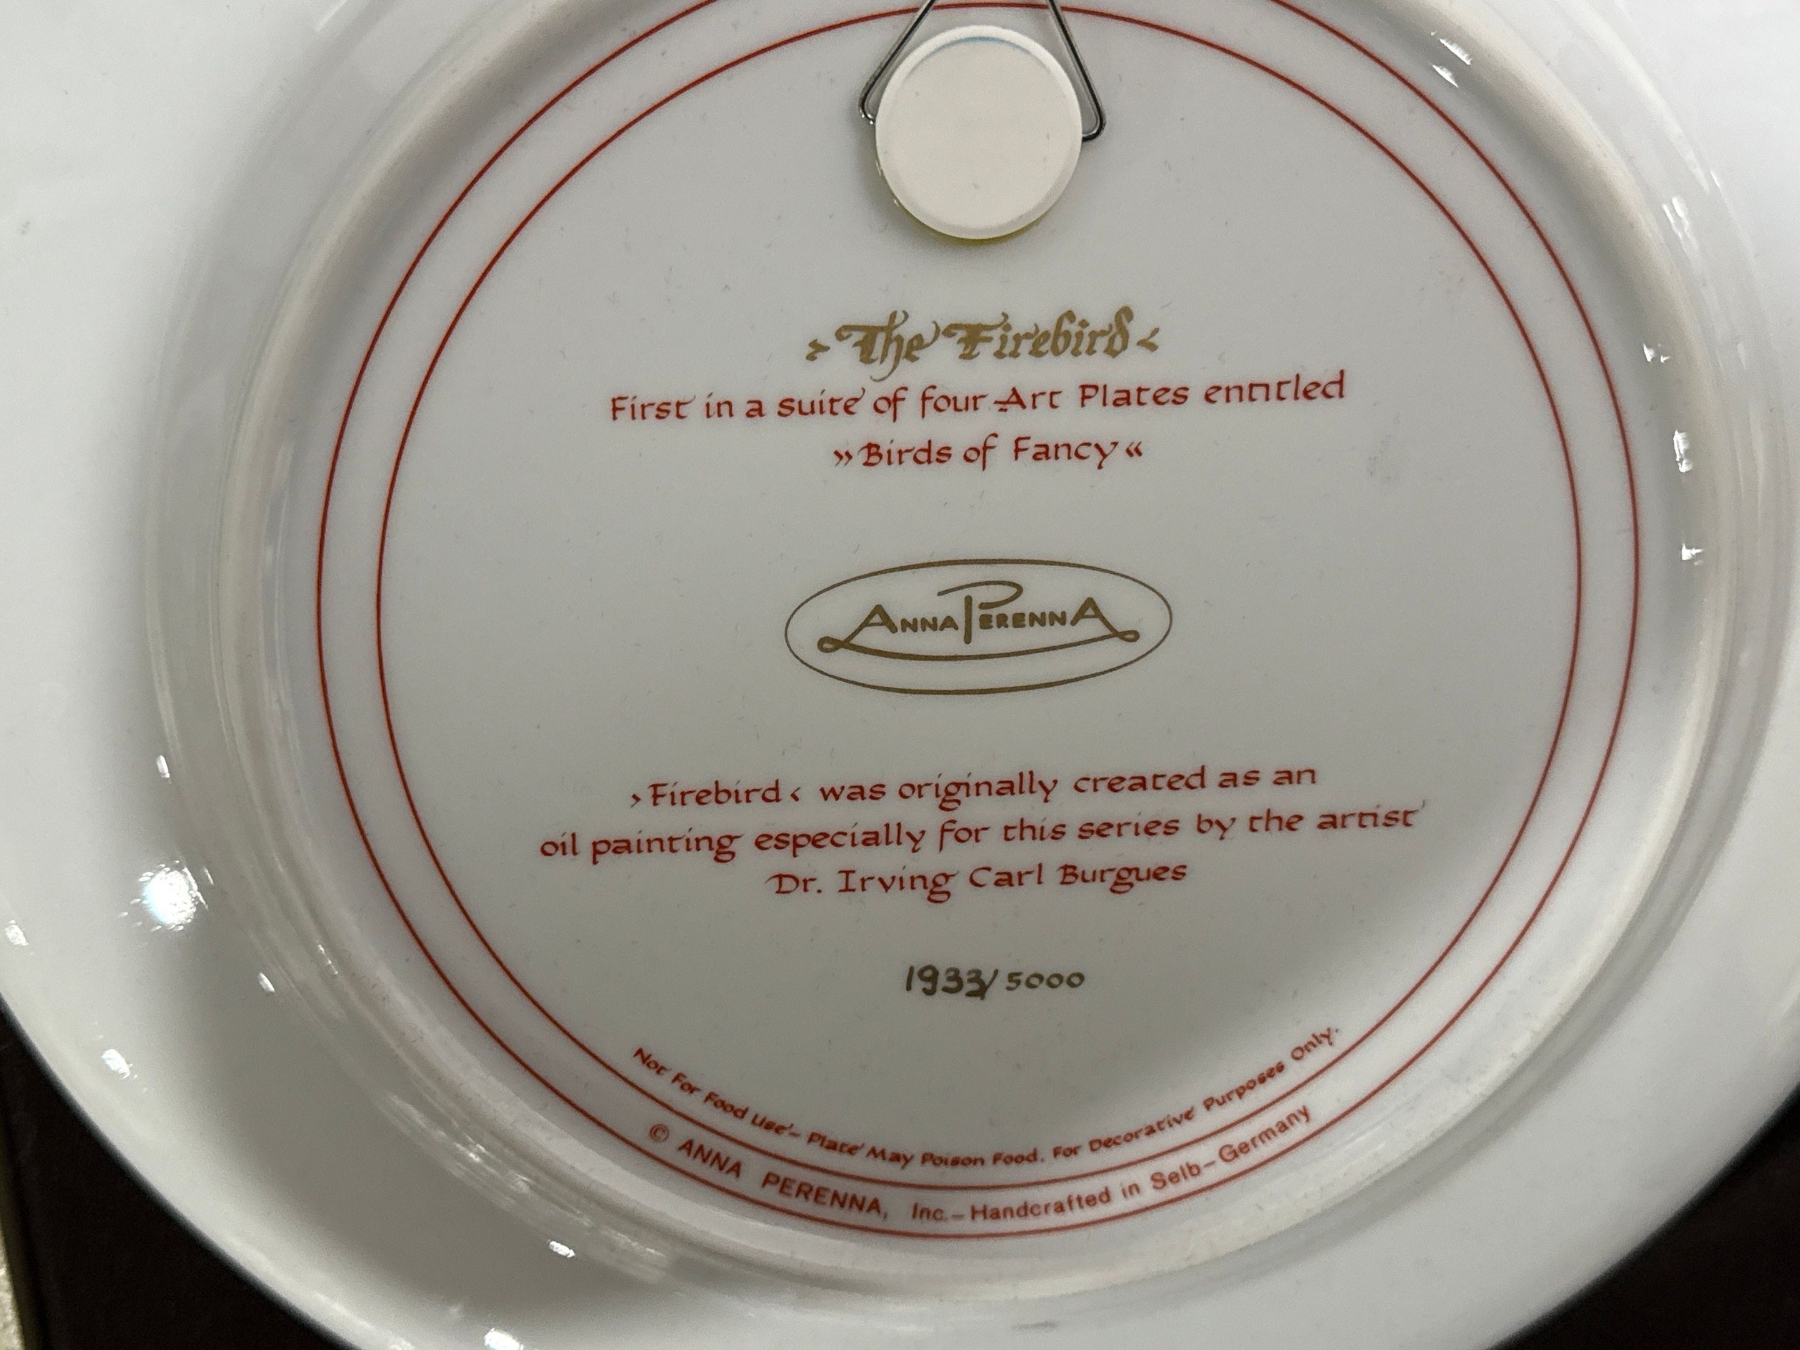 ›The Firebird‹
First in a suite of four Art Plates entitled
»Birds of Fancy«
ANNA PERENNA
›Firebird‹ was originally created as an
oil painting especially for this series by the artist
Dr. Irving Carl Burgues
1933/5000
Not For Food Use – Plate May Poison Food. For Decorative Purposes Only.
© ANNA PERENNA, Inc. – Handcrafted in Selb – Germany